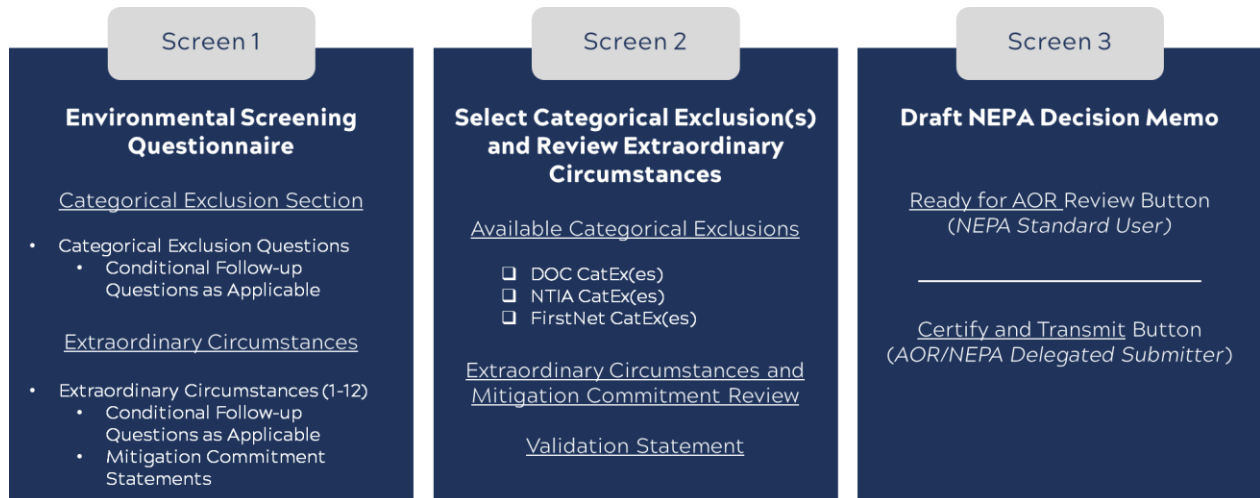 Screen 1
Environmental Screening
Questionnaire
Categorical Exclusion Section
• Categorical Exclusion Questions
• Conditional Follow-up
Questions as Applicable
Extraordinary Circumstances
• Extraordinary Circumstances (1-12)
• Conditional Follow-up
Questions as Applicable
• Mitigation Commitment
Statements
Screen 2
Select Categorical Exclusion(s)
and Review Extraordinary
Circumstances
Available Categorical Exclusions
❑ DOC CatEx(es)
❑ NTIA CatEx(es)
❑ FirstNet CatEx(es)
Extraordinary Circumstances and
Mitigation Commitment Review
Validation Statement
Screen 3
Draft NEPA Decision Memo
Ready for AOR Review Button
(NEPA Standard User)
Certify and Transmit Button
(AOR/NEPA Delegated Submitter)